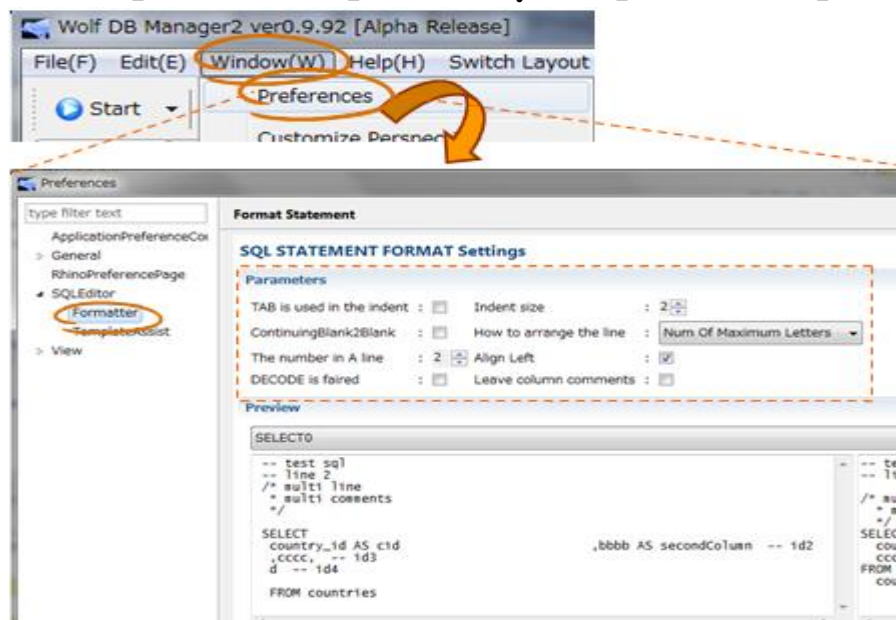 Wolf DB Manager2 ver0.9.92 [Alpha Release]
File(F) Edit(E) Window(W) Help(H) Switch Layout
Start
Preferences
Customize
Preferences
type filter text
Format Statement
General
RhinoPreferencePage
SQLEditor
Formatter
TemplateAssist
View
SQL STATEMENT FORMAT Settings
Parameters
TAB is used in the indent : Indent size : 2
ContinuingBlank2Blank : How to arrange the line : Num Of Maximum Letters
The number in A line : 2 Align Left :
DECODE is faired : Leave column comments :
Preview
SELECT0
-- test sql
-- line 2
/* multi line
* multi comments
*/
SELECT
country_id AS cid ,bbbb AS secondColumn -- id2
,cccc, -- id3
d -- id4
FROM countries